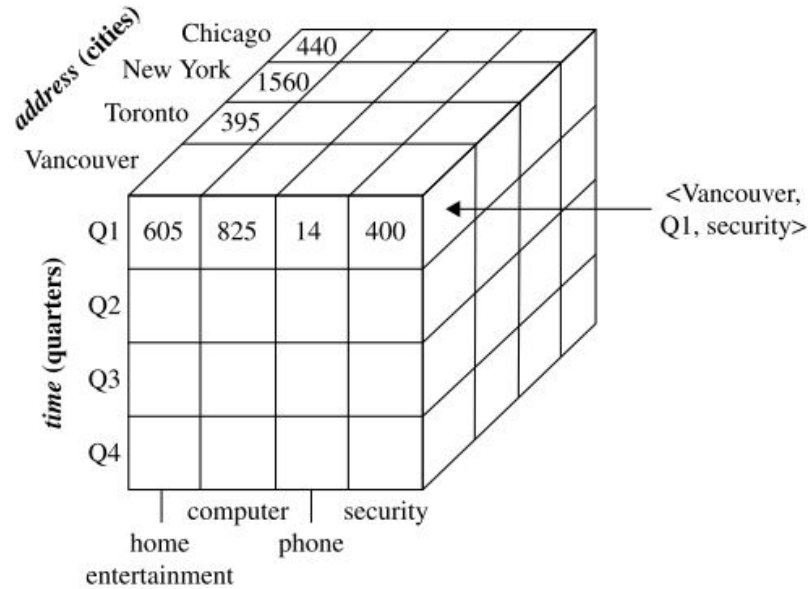 address (cities)
Chicago
440
New York
1560
Toronto
395
Vancouver
<Vancouver,
Q1, security>
time (quarters)
Q1 605 825 14 400
Q2
Q3
Q4
computer security
home phone
entertainment